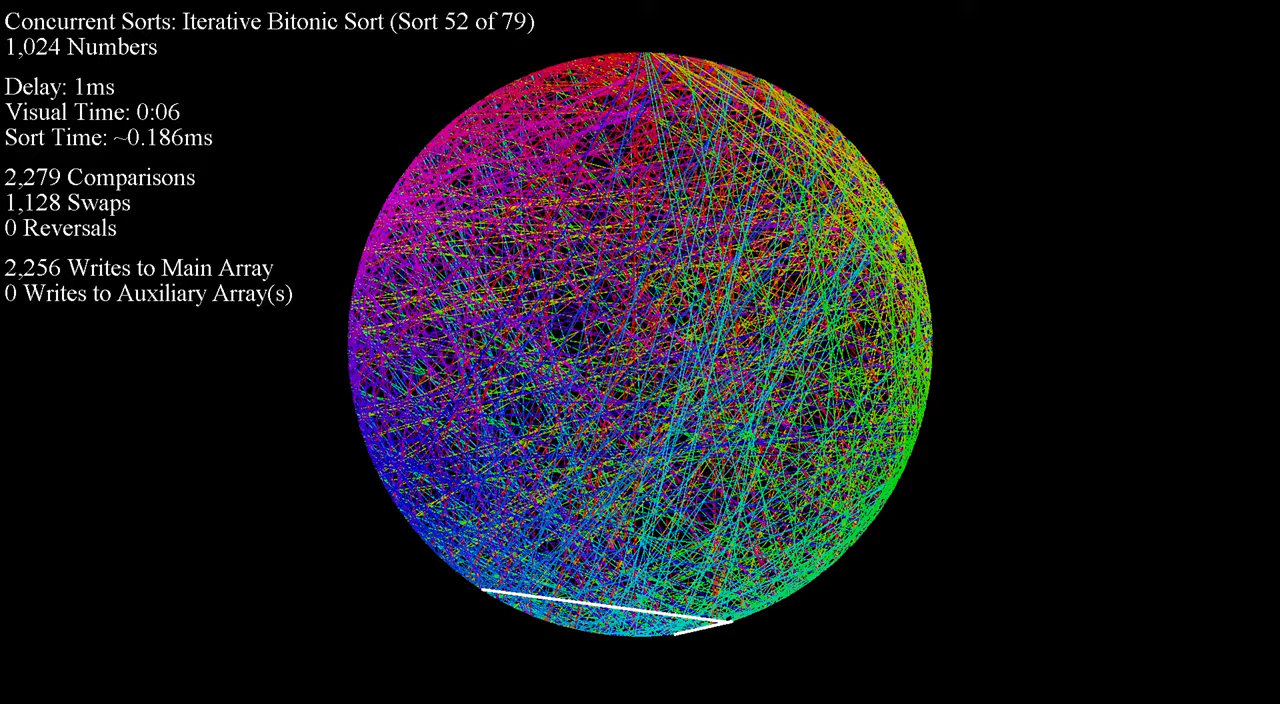 Concurrent Sorts: Iterative Bitonic Sort (Sort 52 of 79)
1,024 Numbers
Delay: 1ms
Visual Time: 0:06
Sort Time: ~0.186ms
2,279 Comparisons
1,128 Swaps
0 Reversals
2,256 Writes to Main Array
0 Writes to Auxiliary Array(s)